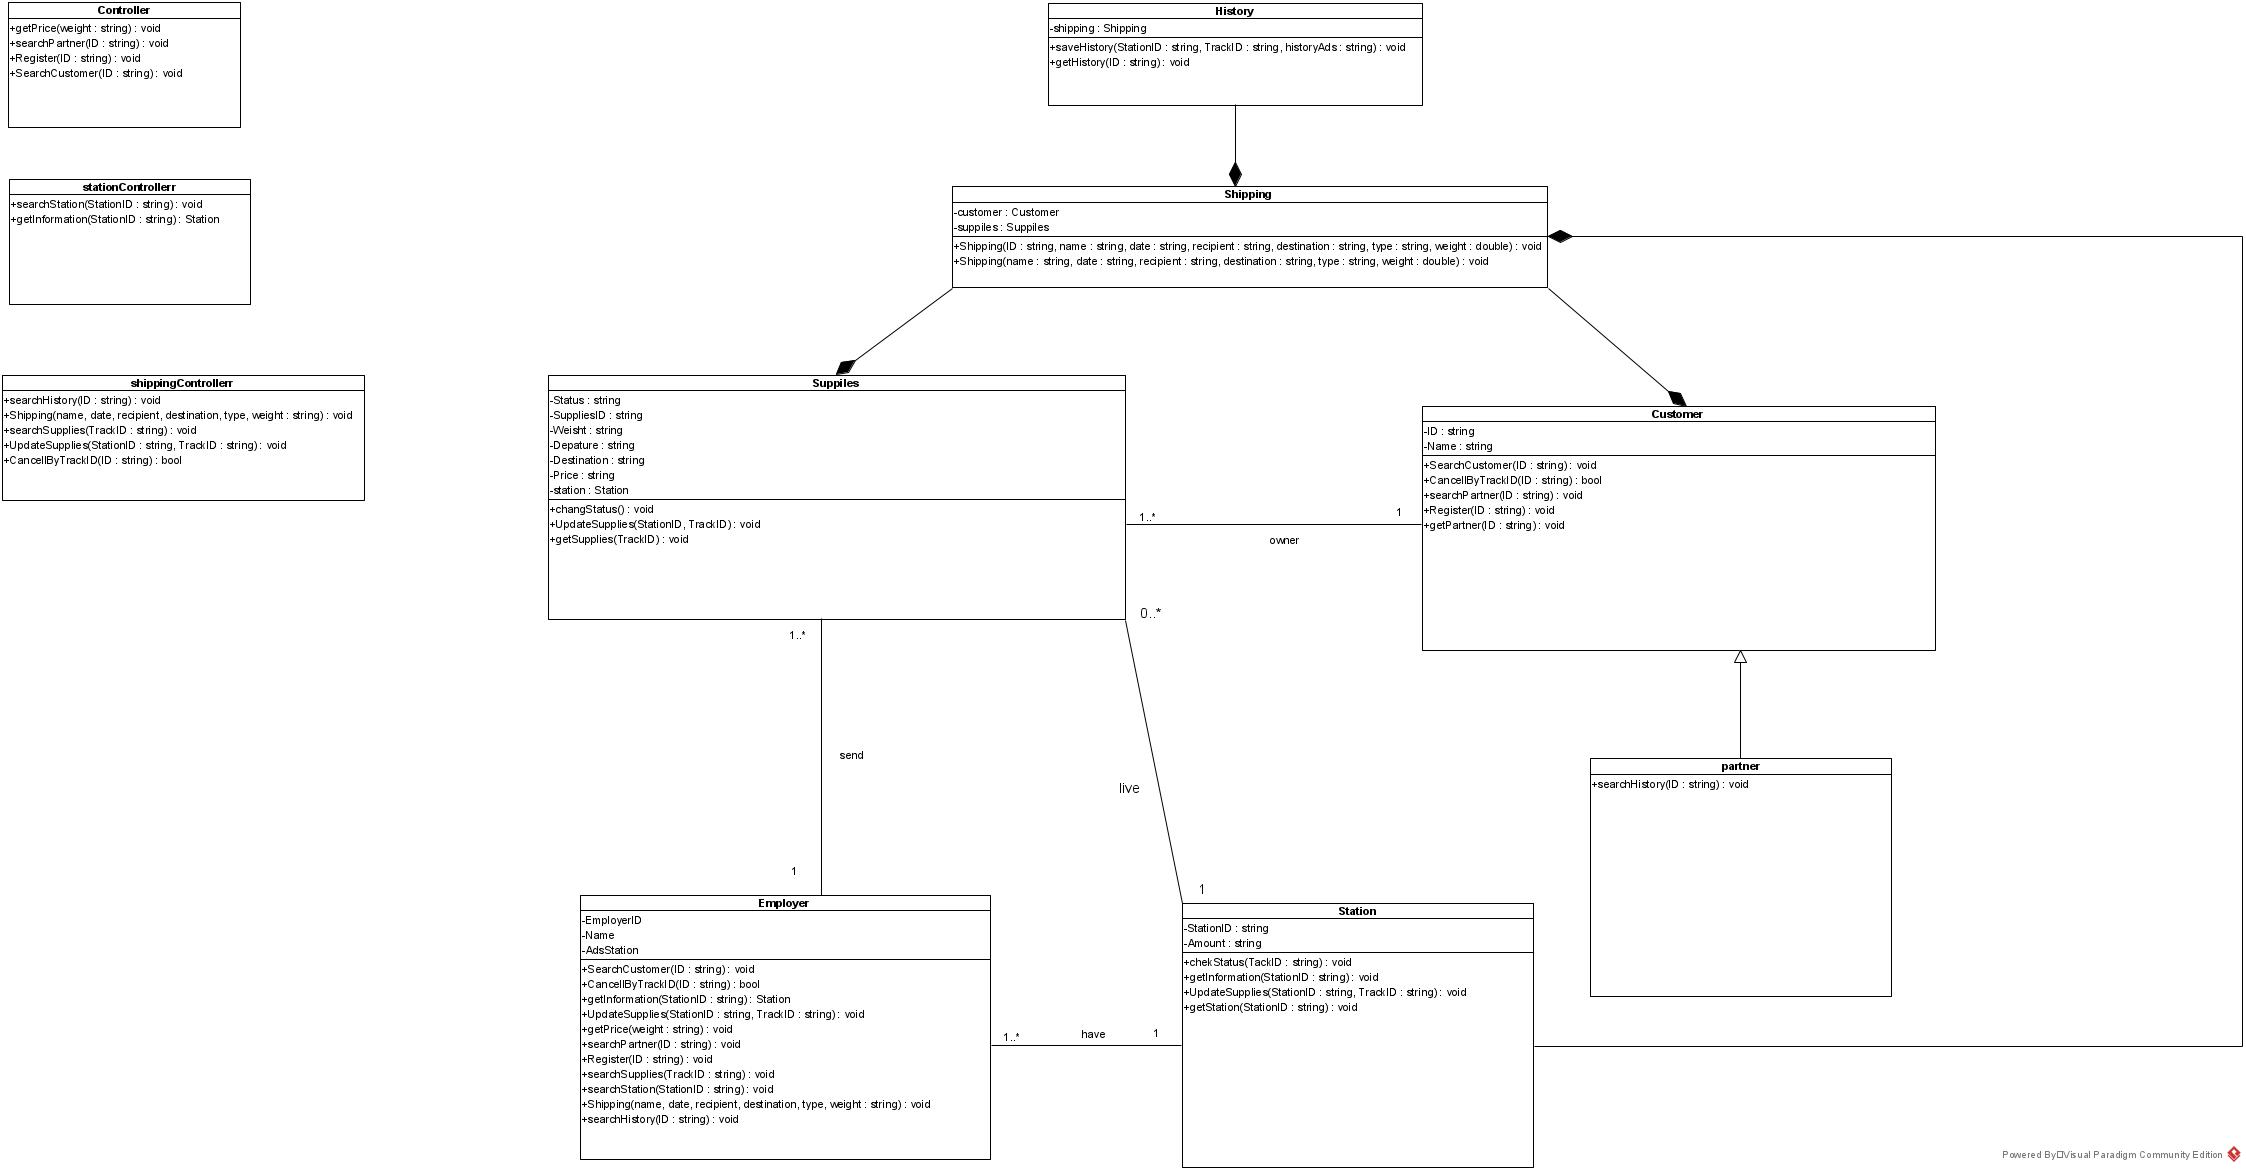 Controller
+getPrice(weight : string) : void
+searchPartner(ID : string) : void
+Register(ID : string) : void
+SearchCustomer(ID : string) : void
stationControllerr
+searchStation(StationID : string) : void
+getInformation(StationID : string) : Station
shippingControllerr
+searchHistory(ID : string) : void
+Shipping(name, date, recipient, destination, type, weight : string) : void
+searchSupplies(TrackID : string) : void
+UpdateSupplies(StationID : string, TrackID : string) : void
+CancellByTrackID(ID : string) : bool
History
-shipping : Shipping
+saveHistory(StationID : string, TrackID : string, historyAds : string) : void
+getHistory(ID : string) : void
Shipping
-customer : Customer
-suppiles : Suppiles
+Shipping(ID : string, name : string, date : string, recipient : string, destination : string, type : string, weight : double) : void
+Shipping(name : string, date : string, recipient : string, destination : string, type : string, weight : double) : void
Suppiles
-Status : string
-SuppliesID : string
-Weisht : string
-Depature : string
-Destination : string
-Price : string
-station : Station
+changStatus() : void
+UpdateSupplies(StationID, TrackID) : void
+getSupplies(TrackID) : void
Customer
-ID : string
-Name : string
+SearchCustomer(ID : string) : void
+CancellByTrackID(ID : string) : bool
+searchPartner(ID : string) : void
+Register(ID : string) : void
+getPartner(ID : string) : void
1..*
1
owner
0..*
1..*
send
1
live
1
partner
+searchHistory(ID : string) : void
Employer
-EmployerID
-Name
-AdsStation
+SearchCustomer(ID : string) : void
+CancellByTrackID(ID : string) : bool
+getInformation(StationID : string) : Station
+UpdateSupplies(StationID : string, TrackID : string) : void
+getPrice(weight : string) : void
+searchPartner(ID : string) : void
+Register(ID : string) : void
+searchSupplies(TrackID : string) : void
+searchStation(StationID : string) : void
+Shipping(name, date, recipient, destination, type, weight : string) : void
+searchHistory(ID : string) : void
1..*
have
1
Station
-StationID : string
-Amount : string
+chekStatus(TackID : string) : void
+getInformation(StationID : string) : void
+UpdateSupplies(StationID : string, TrackID : string) : void
+getStation(StationID : string) : void
Powered By Visual Paradigm Community Edition